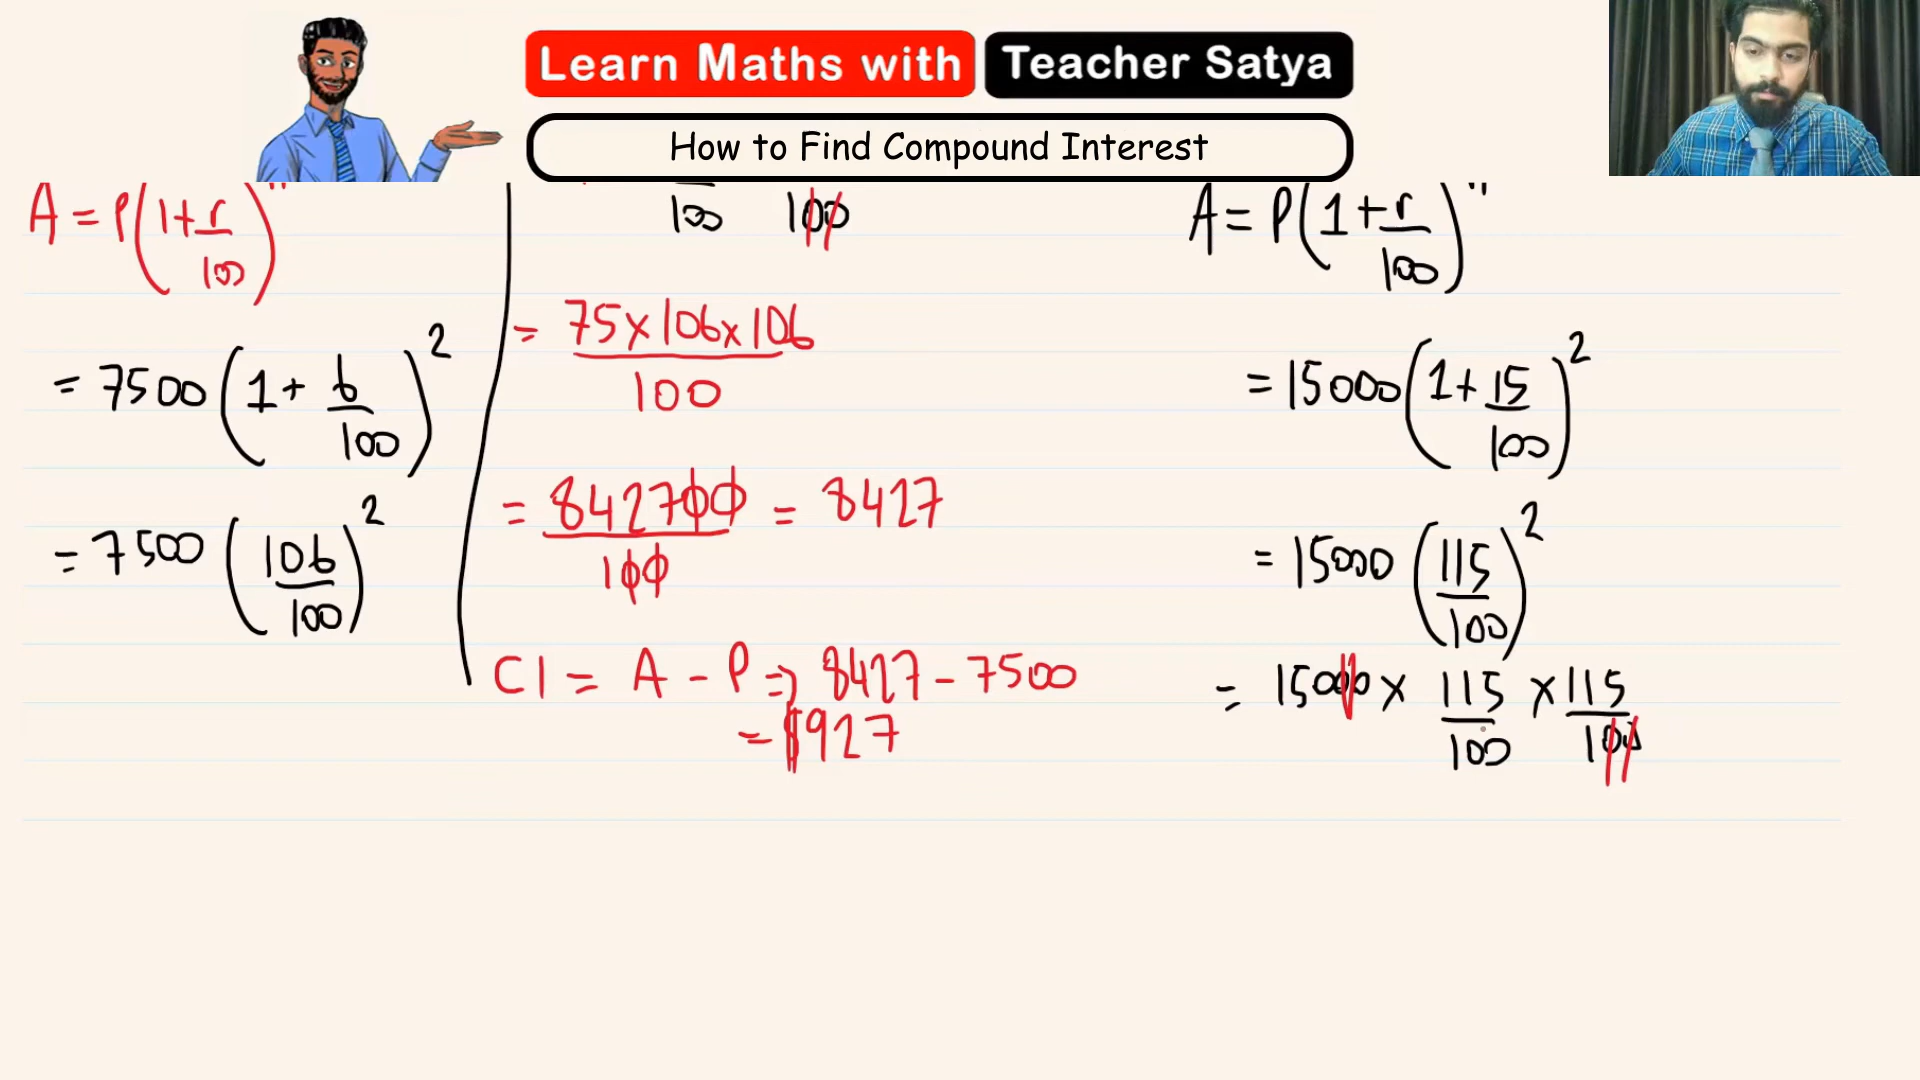 Learn Maths with Teacher Satya
How to Find Compound Interest
A = P(1+r/100)^n
= 7500(1+6/100)^2
= 7500(106/100)^2
100 100
= 75×106×106/100
= 842700/100 = 8427
CI = A - P => 8427 - 7500
= 927
A = P(1+r/100)^n
= 15000(1+15/100)^2
= 15000(115/100)^2
= 15000 × 115/100 × 115/100